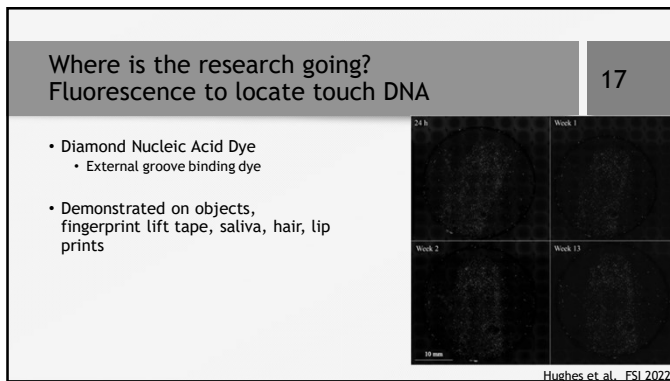 Where is the research going?
Fluorescence to locate touch DNA
17
• Diamond Nucleic Acid Dye
• External groove binding dye
• Demonstrated on objects,
fingerprint lift tape, saliva, hair, lip
prints
24 h
Week 1
Week 2
Week 13
10 mm
Hughes et al. FSI 2022